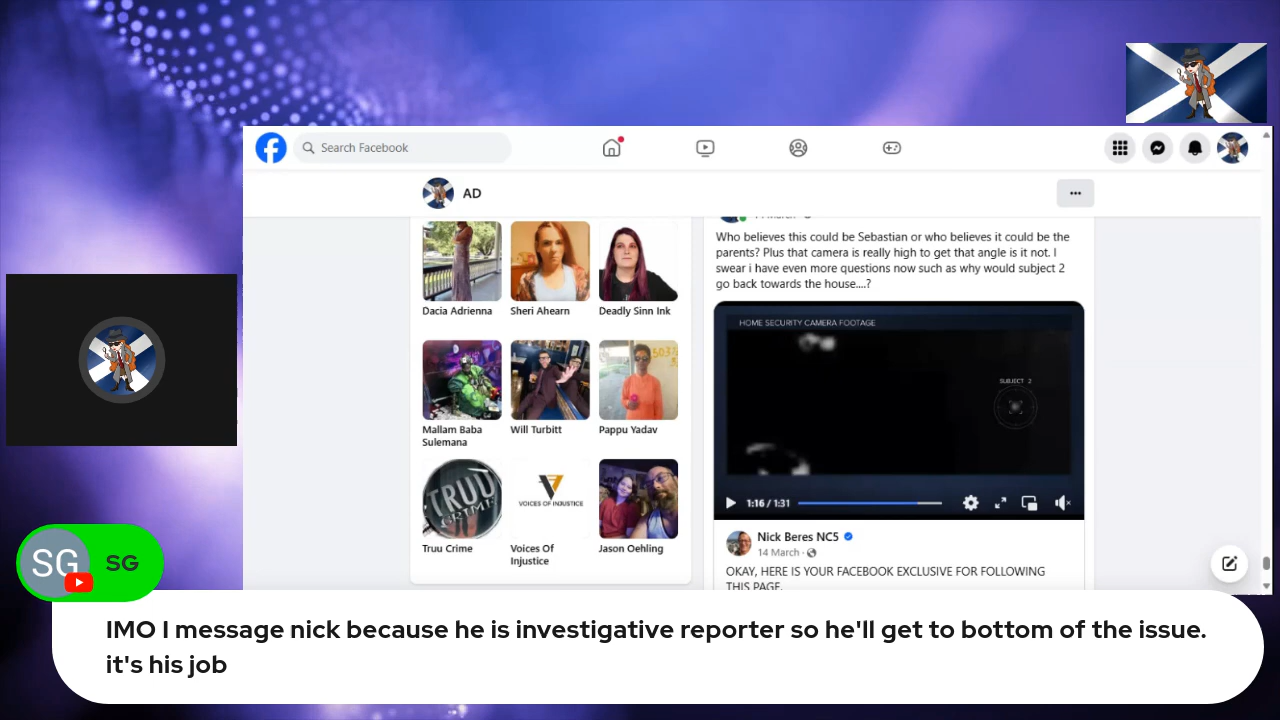 Search Facebook
AD
Dacia Adrienna
Sheri Ahearn
Deadly Sinn Ink
Mallam Baba
Sulemana
Will Turbitt
Pappu Yadav
TRUU
CRIME
VOICES OF INJUSTICE
Truu Crime
Voices Of
Injustice
Jason Oehling
Who believes this could be Sebastian or who believes it could be the
parents? Plus that camera is really high to get that angle is it not. I
swear i have even more questions now such as why would subject 2
go back towards the house....?
HOME SECURITY CAMERA FOOTAGE
SUBJECT 2
1:16 / 1:31
Nick Beres NC5
14 March ·
OKAY, HERE IS YOUR FACEBOOK EXCLUSIVE FOR FOLLOWING
THIS PAGE.
SG
SG
IMO I message nick because he is investigative reporter so he'll get to bottom of the issue.
it's his job